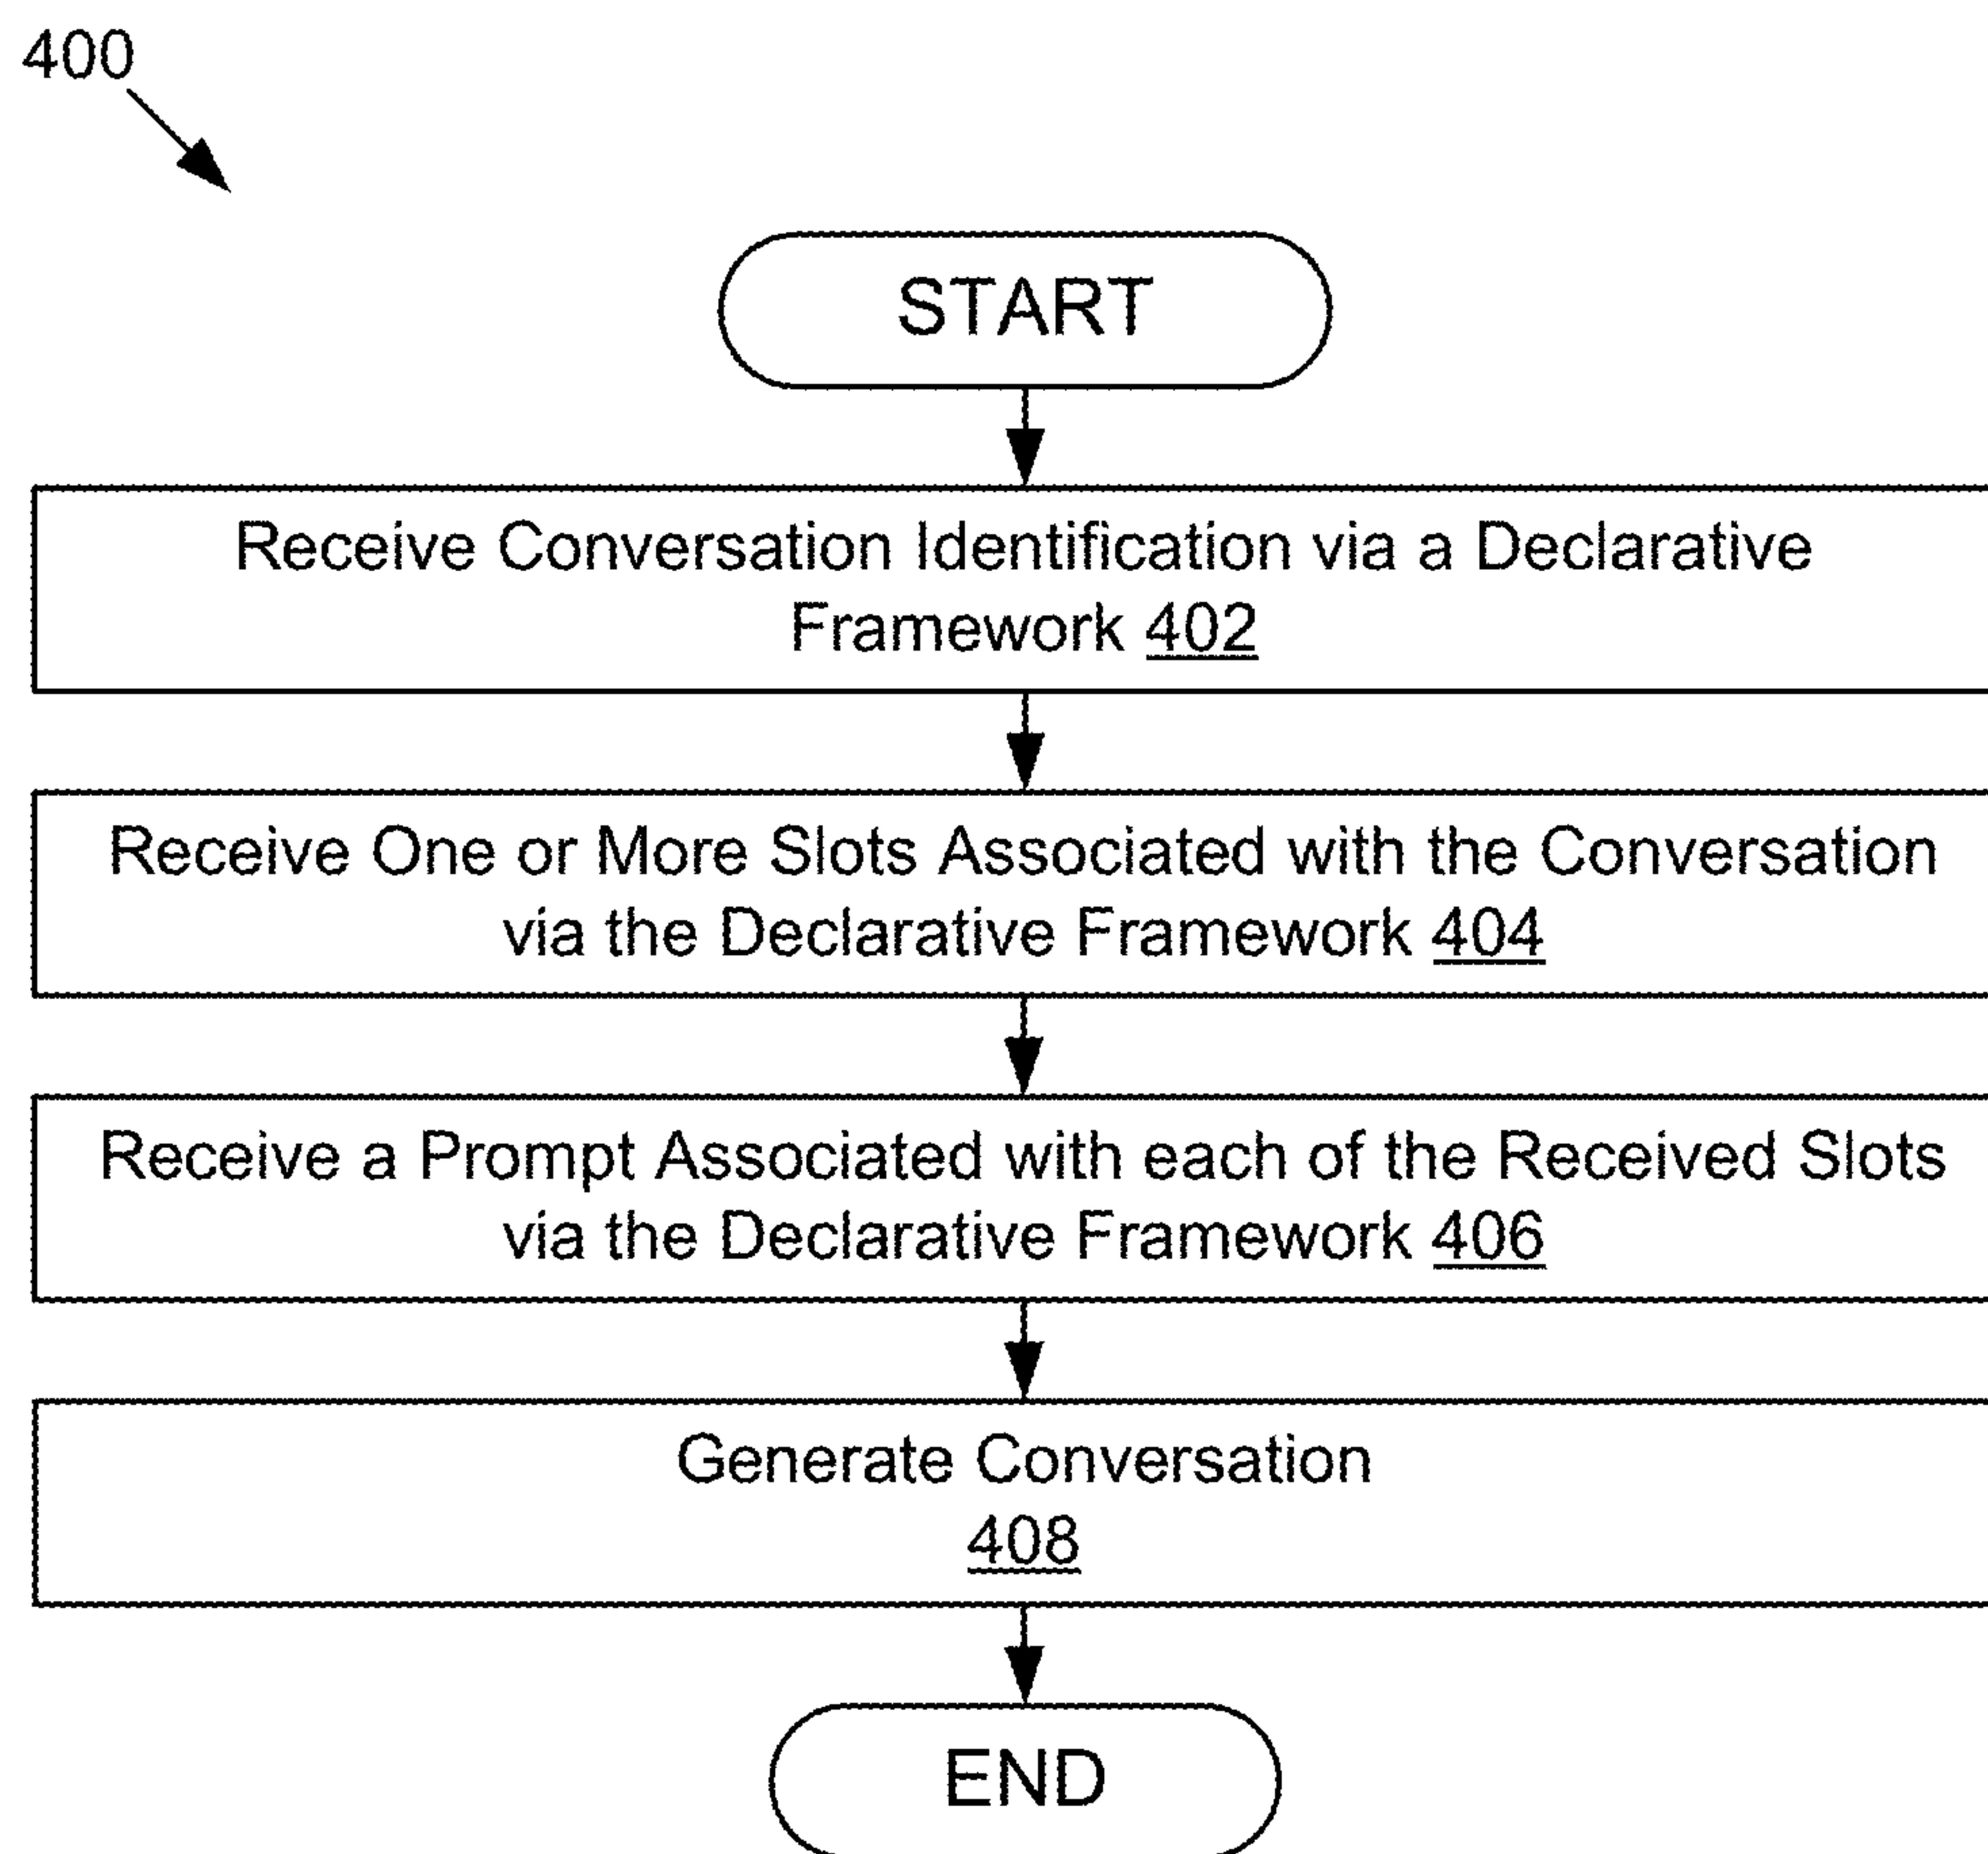 400
START
Receive Conversation Identification via a Declarative
Framework 402
Receive One or More Slots Associated with the Conversation
via the Declarative Framework 404
Receive a Prompt Associated with each of the Received Slots
via the Declarative Framework 406
Generate Conversation
408
END